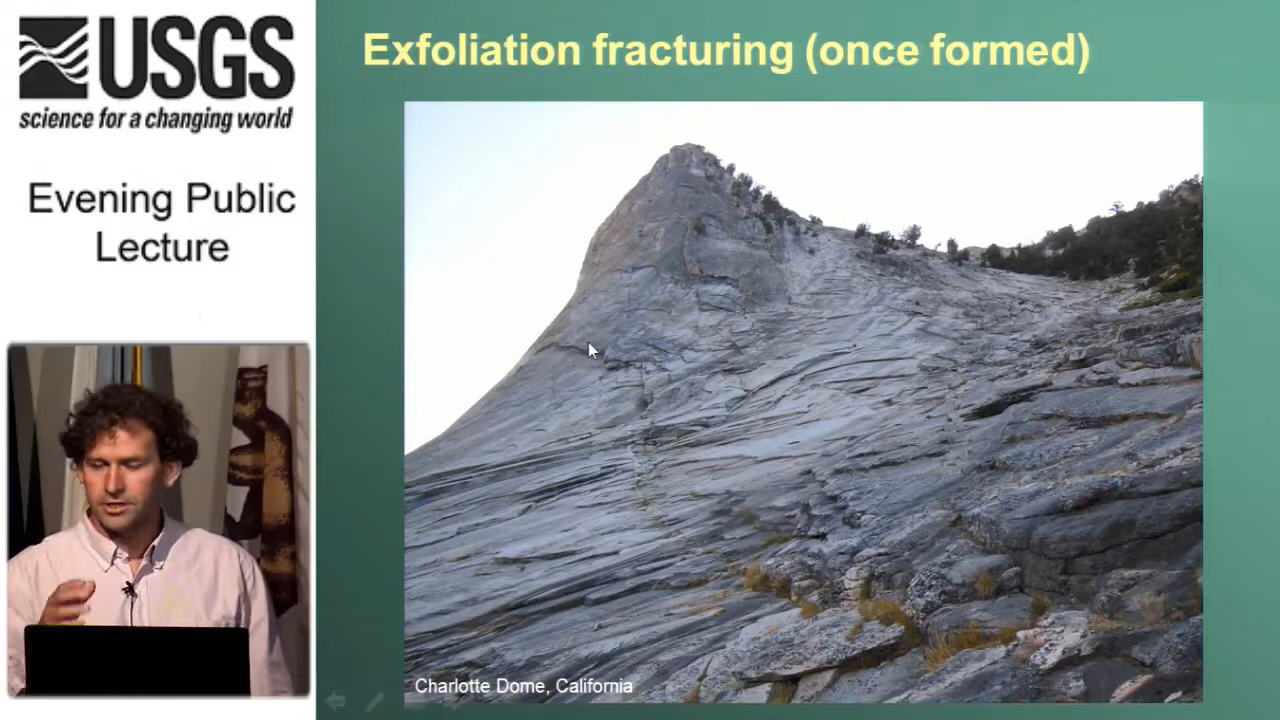 USGS
science for a changing world
Evening Public
Lecture
Exfoliation fracturing (once formed)
Charlotte Dome, California